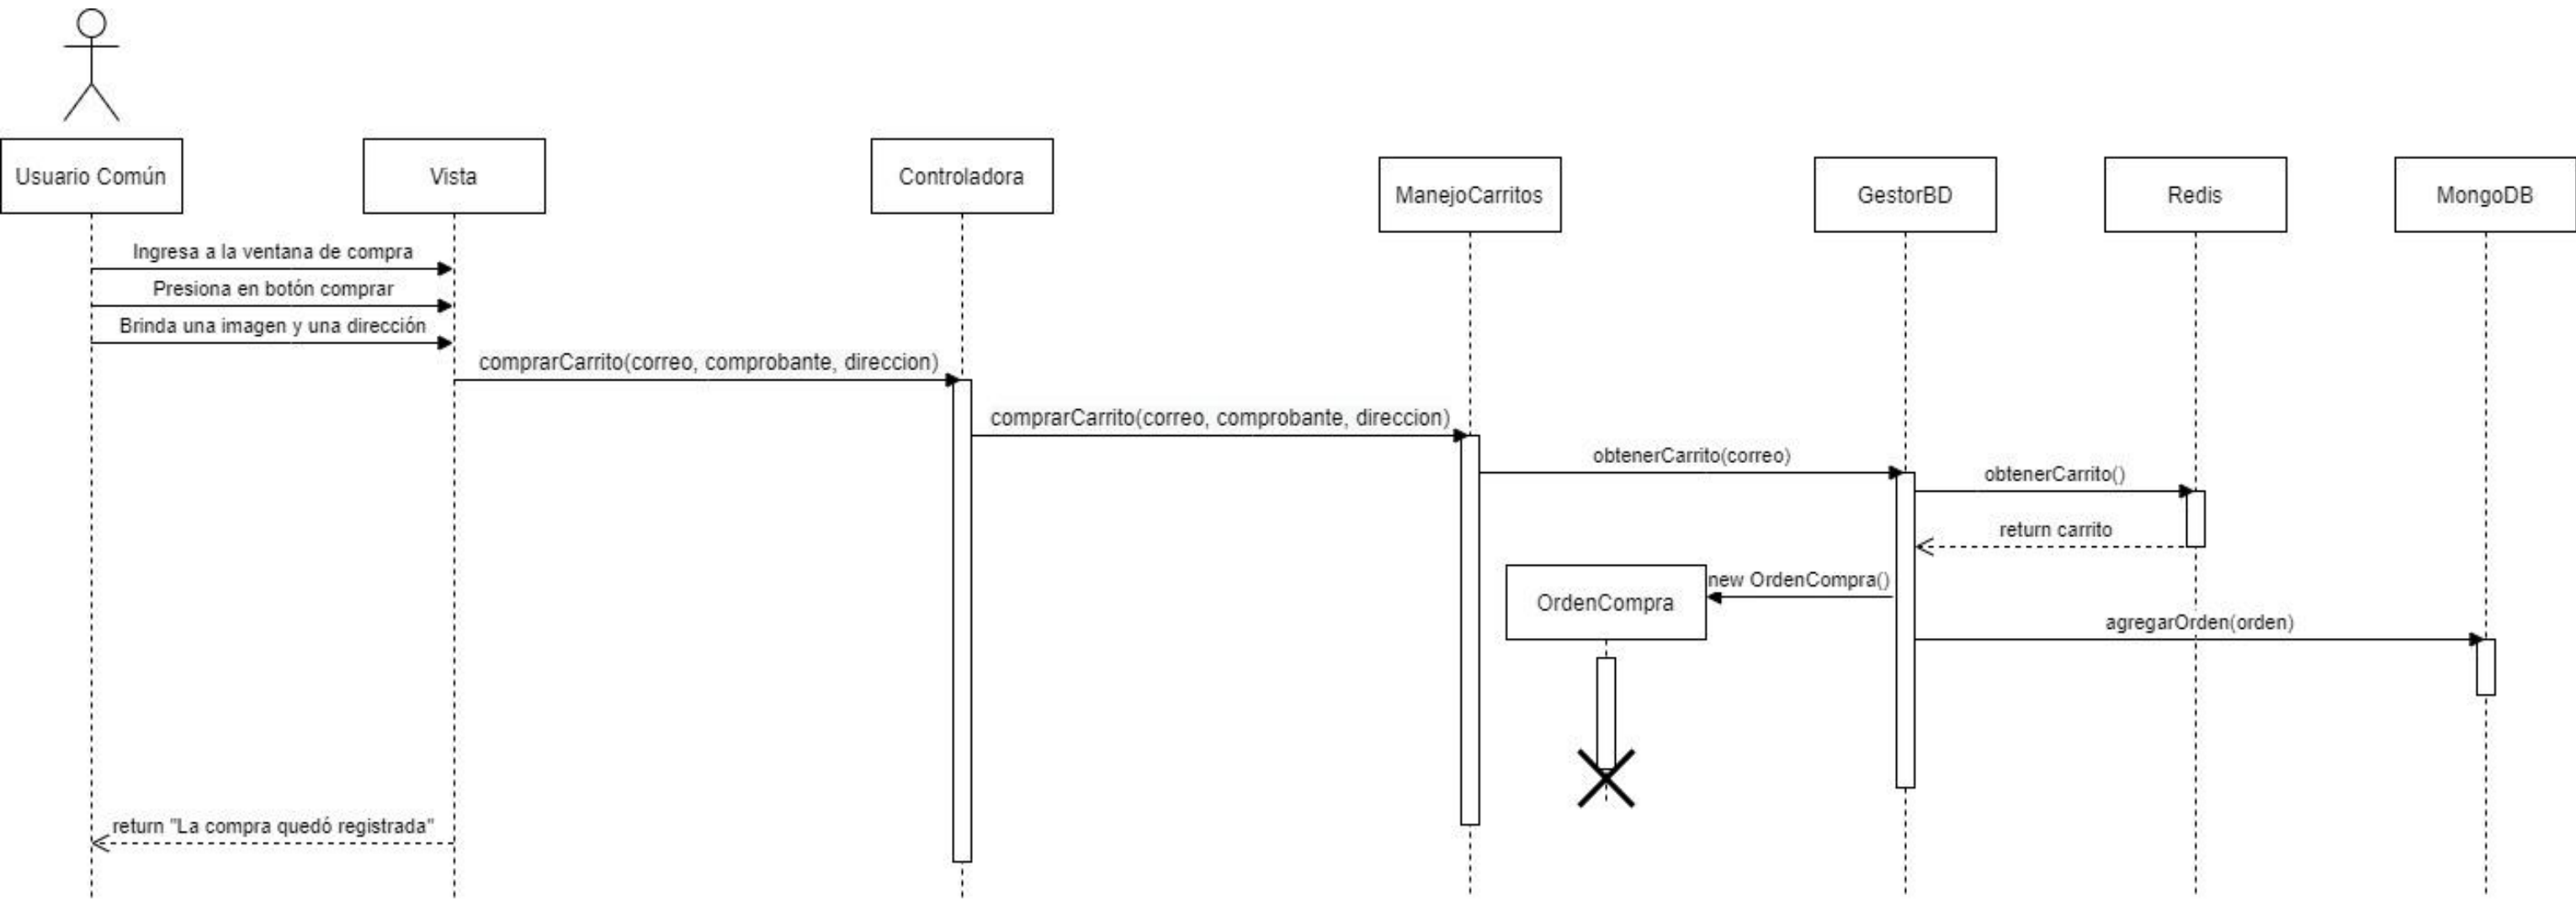 Usuario Común
Vista
Controladora
ManejoCarritos
GestorBD
Redis
MongoDB
Ingresa a la ventana de compra
Presiona en botón comprar
Brinda una imagen y una dirección
comprarCarrito(correo, comprobante, direccion)
comprarCarrito(correo, comprobante, direccion)
obtenerCarrito(correo)
obtenerCarrito()
return carrito
new OrdenCompra()
OrdenCompra
agregarOrden(orden)
return "La compra quedó registrada"